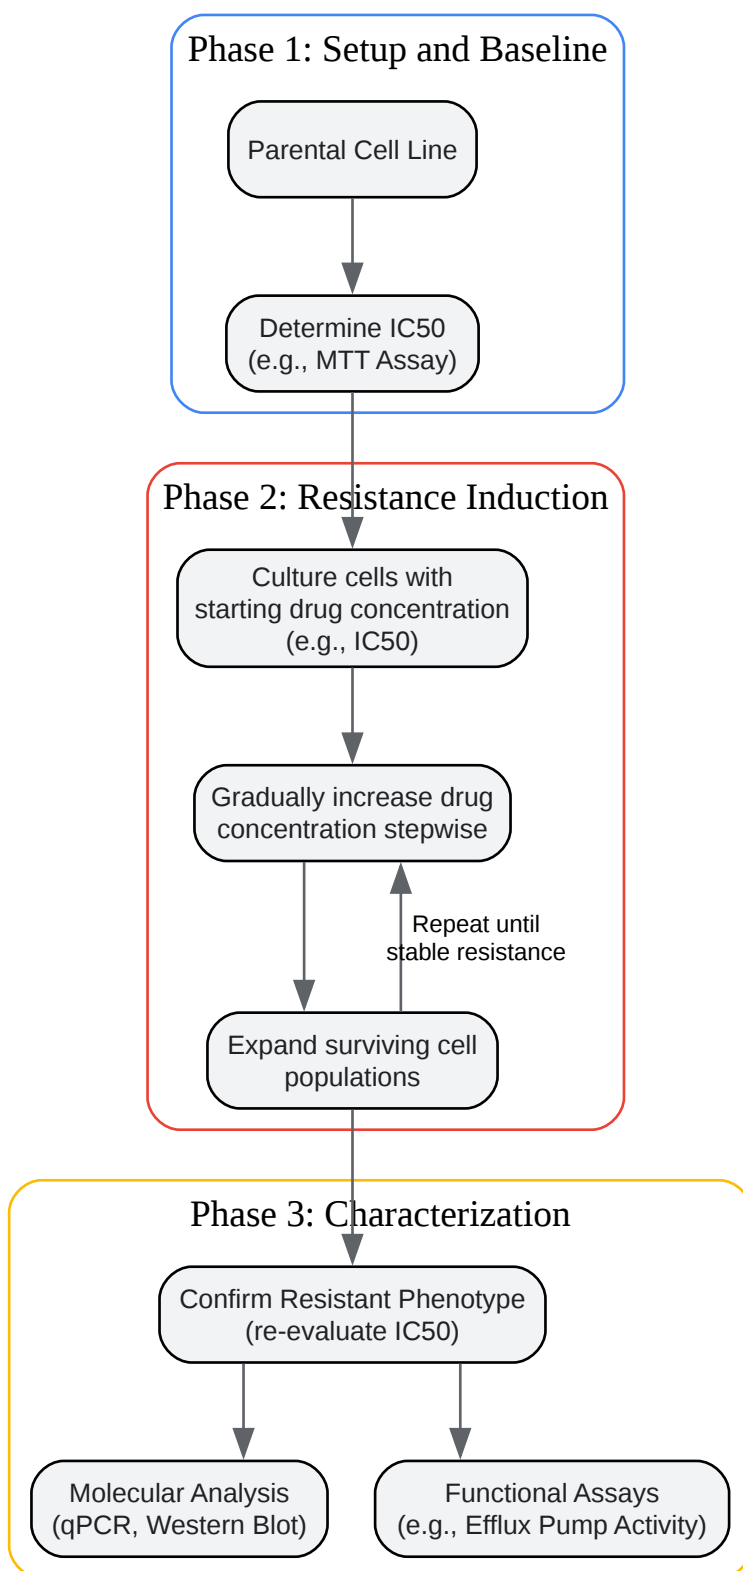 Phase 1: Setup and Baseline
Parental Cell Line
Determine IC50
(e.g., MTT Assay)
Phase 2: Resistance Induction
Culture cells with
starting drug concentration
(e.g., IC50)
Gradually increase drug
concentration stepwise
Repeat until
stable resistance
Expand surviving cell
populations
Phase 3: Characterization
Confirm Resistant Phenotype
(re-evaluate IC50)
Molecular Analysis
(qPCR, Western Blot)
Functional Assays
(e.g., Efflux Pump Activity)